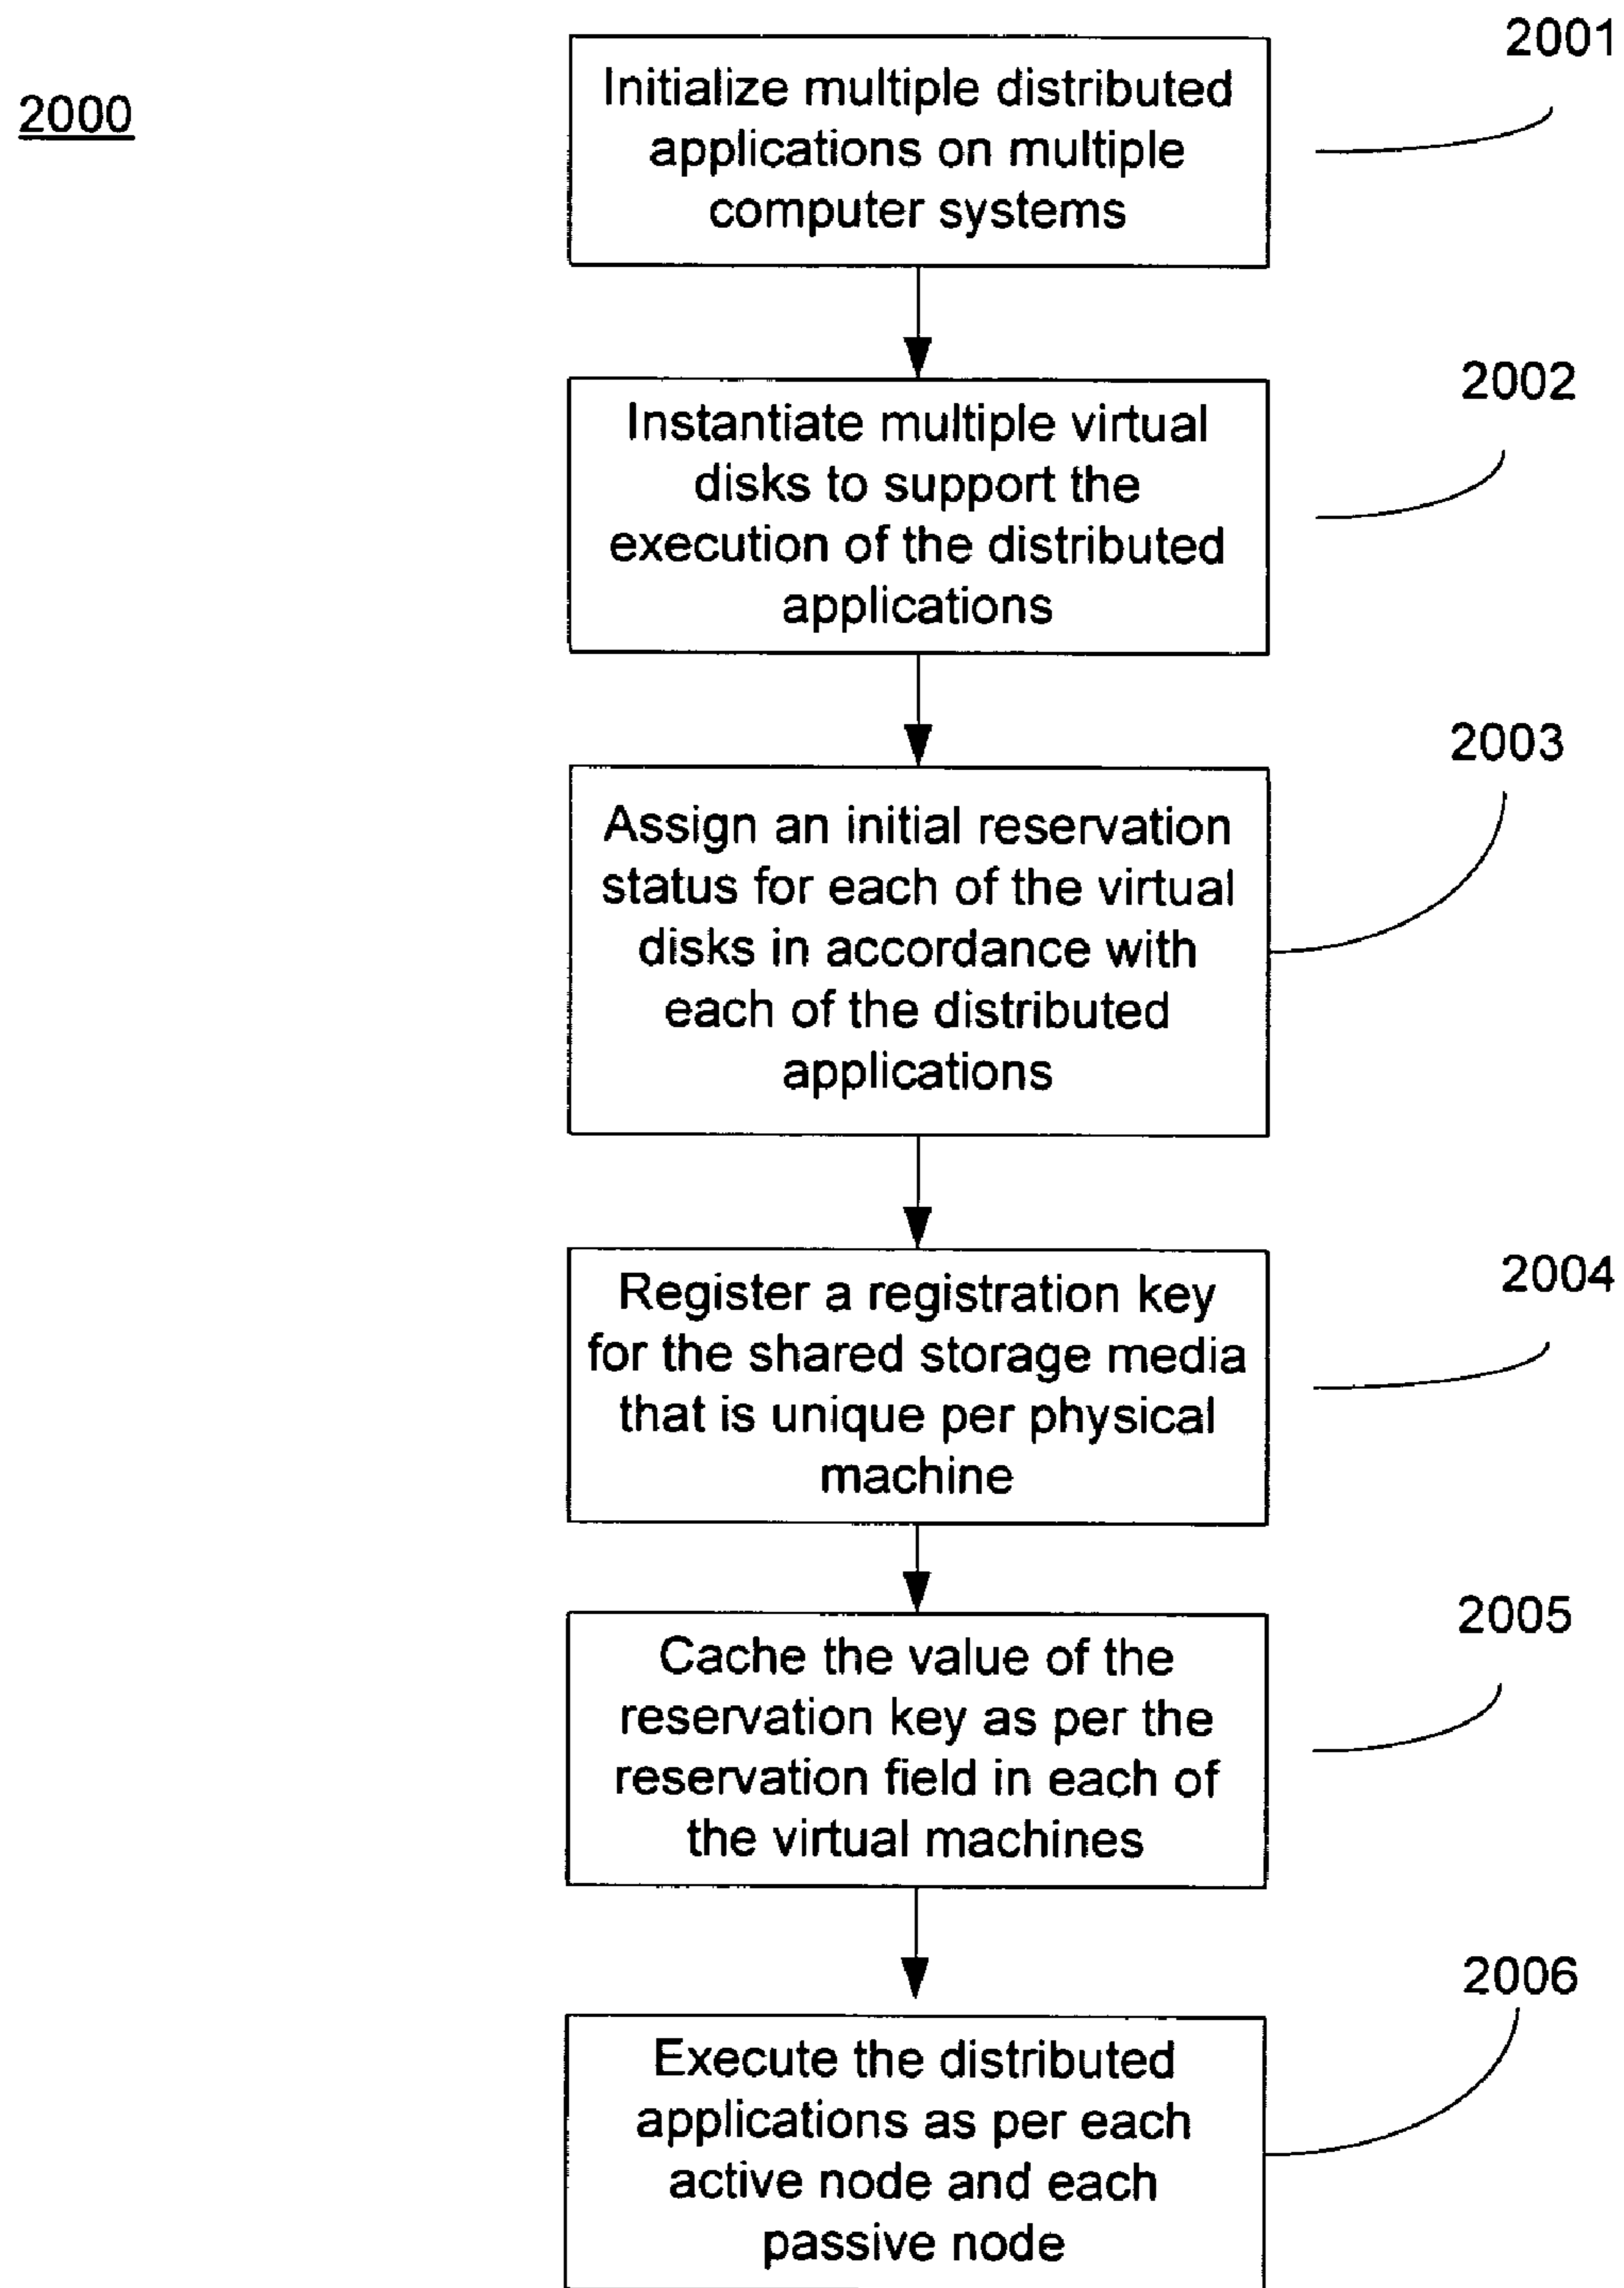 2000
2001
Initialize multiple distributed
applications on multiple
computer systems
2002
Instantiate multiple virtual
disks to support the
execution of the distributed
applications
2003
Assign an initial reservation
status for each of the virtual
disks in accordance with
each of the distributed
applications
2004
Register a registration key
for the shared storage media
that is unique per physical
machine
2005
Cache the value of the
reservation key as per the
reservation field in each of
the virtual machines
2006
Execute the distributed
applications as per each
active node and each
passive node